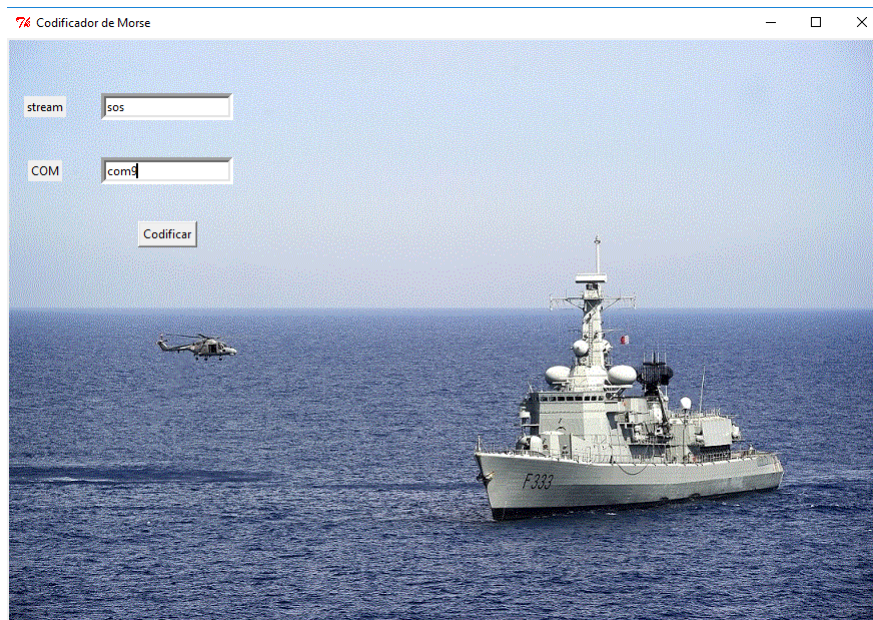 Codificador de Morse
stream
sos
COM
com9
Codificar
F333